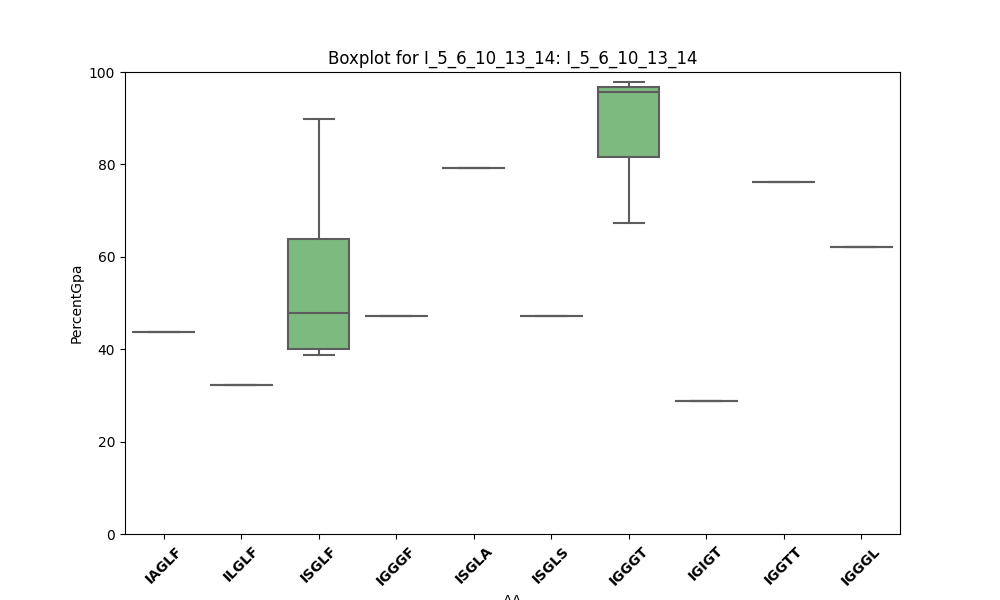 Boxplot for I_5_6_10_13_14: I_5_6_10_13_14
100
80
60
40
20
0
PercentGpa
IAGLF
ILGLF
ISGLF
IGGGF
ISGLA
ISGLS
IGGGT
IGIGT
IGGTT
IGGGL
AA